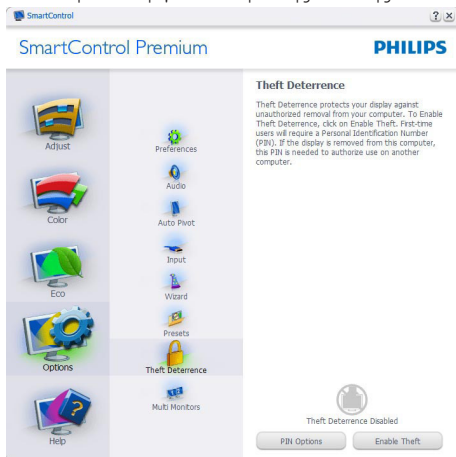 SmartControl
SmartControl Premium
PHILIPS
Adjust
Color
Eco
Options
Help
Preferences
Audio
Auto Pivot
Input
Wizard
Presets
Theft Deterrence
Multi Monitors
Theft Deterrence
Theft Deterrence protects your display against
unauthorized removal from your computer. To Enable
Theft Deterrence, click on Enable Theft. First-time
users will require a Personal Identification Number
(PIN). If the display is removed from this computer,
this PIN is needed to authorize use on another
computer.
Theft Deterrence Disabled
PIN Options
Enable Theft